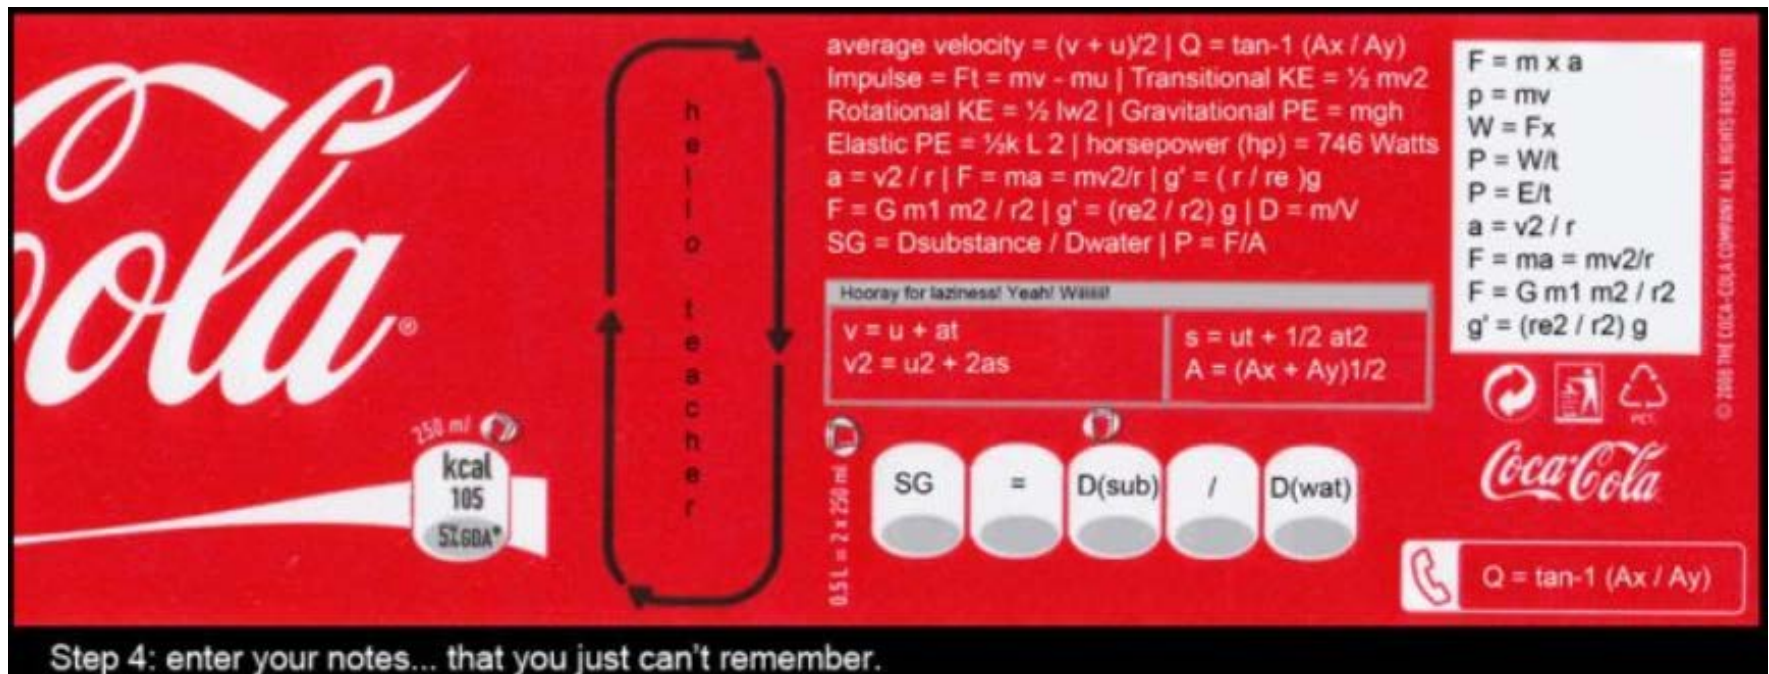 Cola®
250 ml
kcal
105
5% GDA*
hello teacher
average velocity = (v + u)/2 | Q = tan-1 (Ax / Ay)
Impulse = Ft = mv - mu | Transitional KE = ½ mv2
Rotational KE = ½ Iw2 | Gravitational PE = mgh
Elastic PE = ½k L 2 | horsepower (hp) = 746 Watts
a = v2 / r | F = ma = mv2/r | g' = ( r / re )g
F = G m1 m2 / r2 | g' = (re2 / r2) g | D = m/V
SG = Dsubstance / Dwater | P = F/A
Hooray for laziness! Yeah! Wiiiiii!
v = u + at
v2 = u2 + 2as
s = ut + 1/2 at2
A = (Ax + Ay)1/2
0.5 L = 2 x 250 ml
SG = D(sub) / D(wat)
F = m x a
p = mv
W = Fx
P = W/t
P = E/t
a = v2 / r
F = ma = mv2/r
F = G m1 m2 / r2
g' = (re2 / r2) g
© 2008 THE COCA-COLA COMPANY. ALL RIGHTS RESERVED
PET
Coca-Cola
Q = tan-1 (Ax / Ay)
Step 4: enter your notes... that you just can't remember.